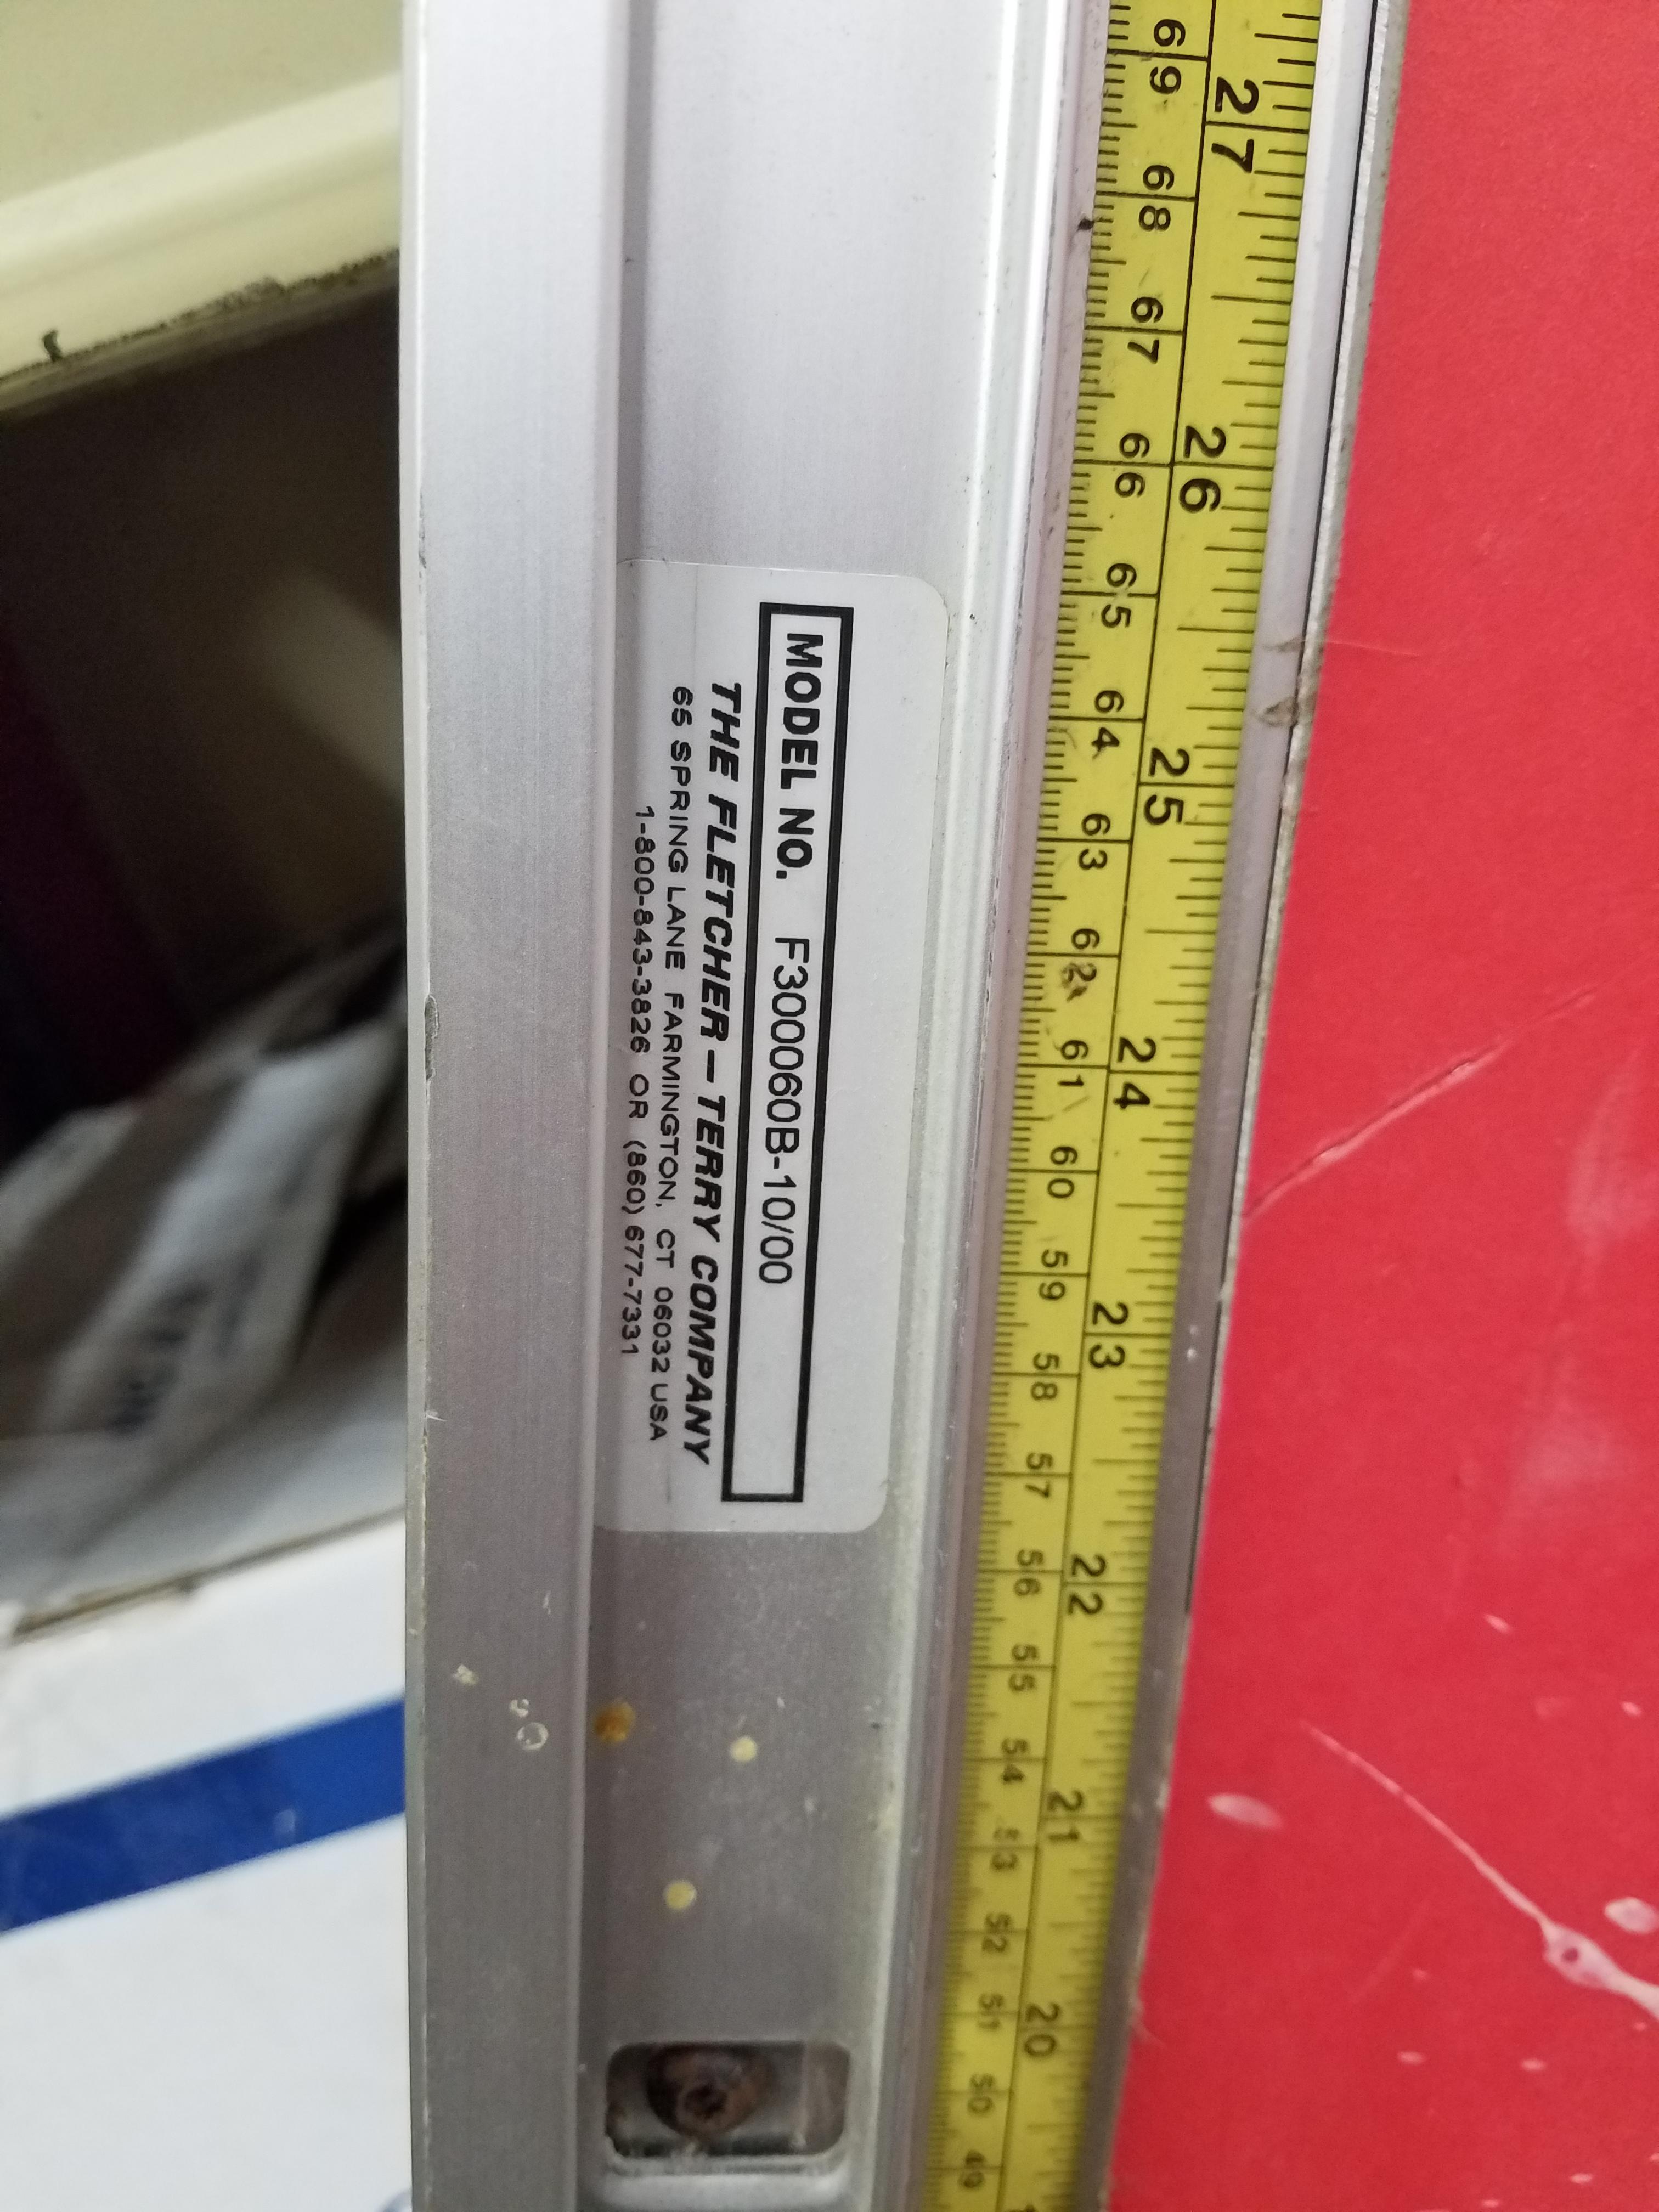 MODEL NO. F300060B-10/00
THE FLETCHER – TERRY COMPANY
65 SPRING LANE FARMINGTON, CT 06032 USA
1-800-843-3826 OR (860) 677-7331
27 26 25 24 23 22 21 20
69 68 67 66 65 64 63 62 61 60 59 58 57 56 55 54 53 52 51 50 49